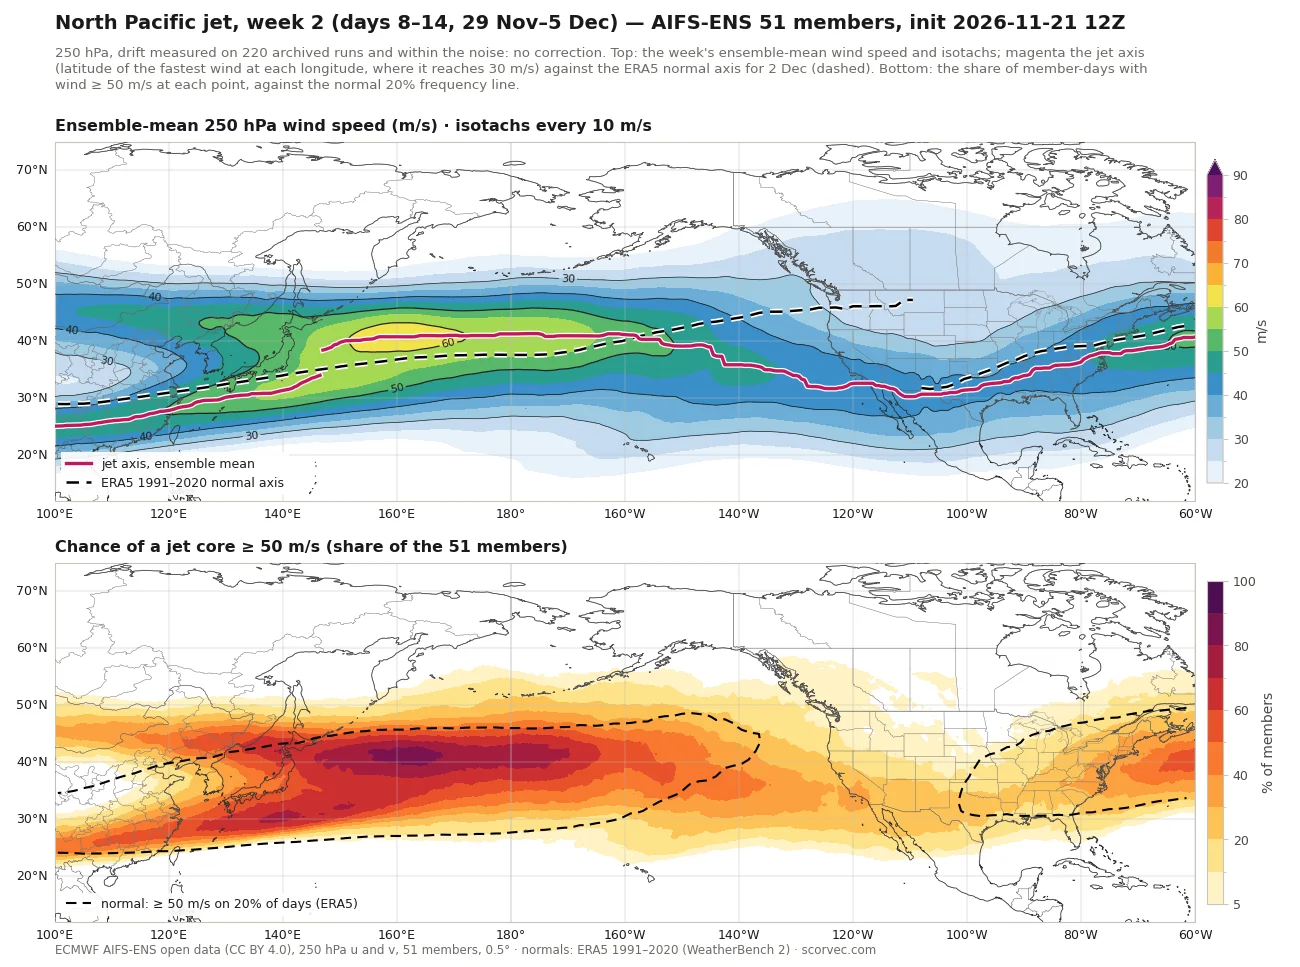 North Pacific jet, week 2 (days 8–14, 29 Nov–5 Dec) — AIFS-ENS 51 members, init 2026-11-21 12Z
250 hPa, drift measured on 220 archived runs and within the noise: no correction. Top: the week's ensemble-mean wind speed and isotachs; magenta the jet axis
(latitude of the fastest wind at each longitude, where it reaches 30 m/s) against the ERA5 normal axis for 2 Dec (dashed). Bottom: the share of member-days with
wind ≥ 50 m/s at each point, against the normal 20% frequency line.
Ensemble-mean 250 hPa wind speed (m/s) · isotachs every 10 m/s
70°N
60°N
50°N
40°N
30°N
20°N
30
40
40
30
60
50
40
30
90
80
70
60
50
40
30
20
m/s
jet axis, ensemble mean
ERA5 1991–2020 normal axis
100°E 120°E 140°E 160°E 180° 160°W 140°W 120°W 100°W 80°W 60°W
Chance of a jet core ≥ 50 m/s (share of the 51 members)
70°N
60°N
50°N
40°N
30°N
20°N
100
80
60
40
20
5
% of members
normal: ≥ 50 m/s on 20% of days (ERA5)
100°E 120°E 140°E 160°E 180° 160°W 140°W 120°W 100°W 80°W 60°W
ECMWF AIFS-ENS open data (CC BY 4.0), 250 hPa u and v, 51 members, 0.5° · normals: ERA5 1991–2020 (WeatherBench 2) · scorvec.com